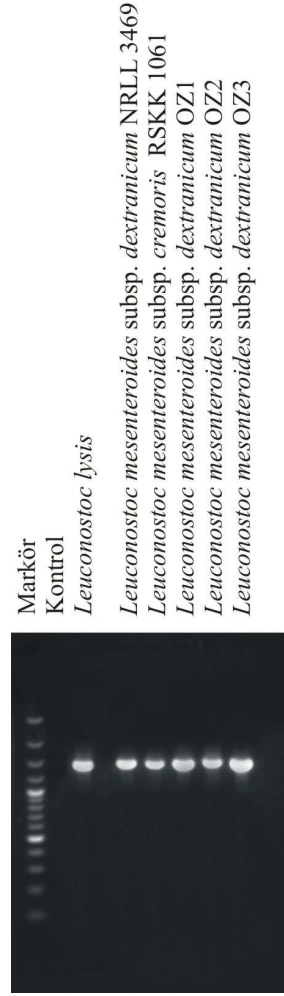 Markör
Kontrol
Leuconostoc lysis
Leuconostoc mesenteroides subsp. dextranicum NRLL 3469
Leuconostoc mesenteroides subsp. cremoris RSKK 1061
Leuconostoc mesenteroides subsp. dextranicum OZ1
Leuconostoc mesenteroides subsp. dextranicum OZ2
Leuconostoc mesenteroides subsp. dextranicum OZ3